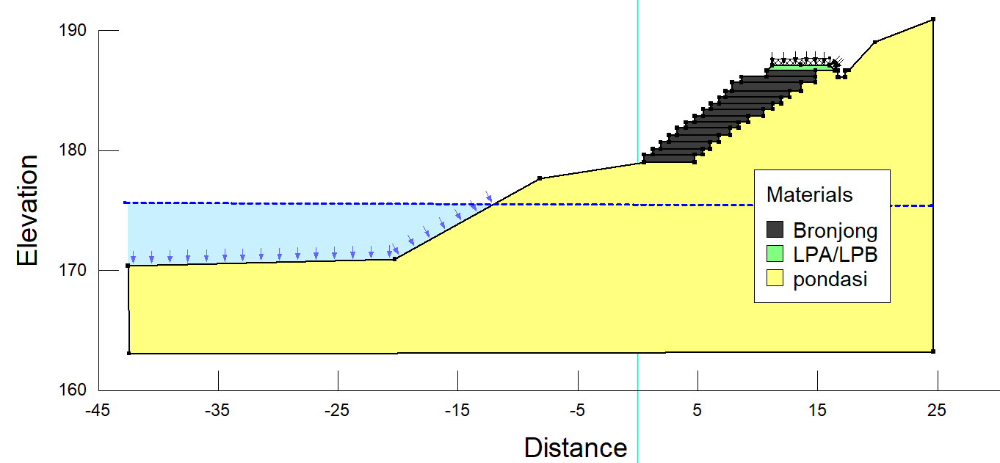 190
180
170
160
Elevation
Materials
Bronjong
LPA/LPB
pondasi
-45 -35 -25 -15 -5 5 15 25
Distance